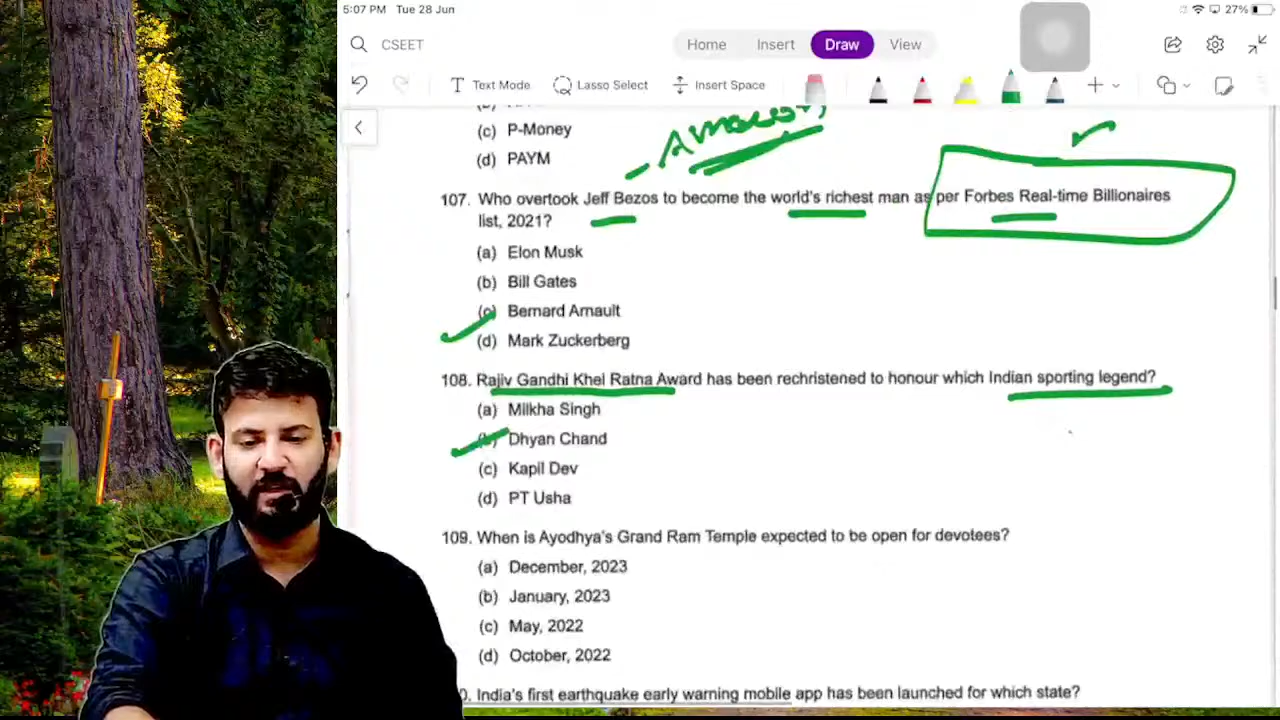 5:07 PM Tue 28 Jun
27%
CSEET
Home Insert Draw View
Text Mode Lasso Select Insert Space
(c) P-Money
(d) PAYM
107. Who overtook Jeff Bezos to become the world's richest man as per Forbes Real-time Billionaires
list, 2021?
(a) Elon Musk
(b) Bill Gates
(c) Bernard Arnault
(d) Mark Zuckerberg
108. Rajiv Gandhi Khel Ratna Award has been rechristened to honour which Indian sporting legend?
(a) Milkha Singh
(b) Dhyan Chand
(c) Kapil Dev
(d) PT Usha
109. When is Ayodhya's Grand Ram Temple expected to be open for devotees?
(a) December, 2023
(b) January, 2023
(c) May, 2022
(d) October, 2022
0. India's first earthquake early warning mobile app has been launched for which state?